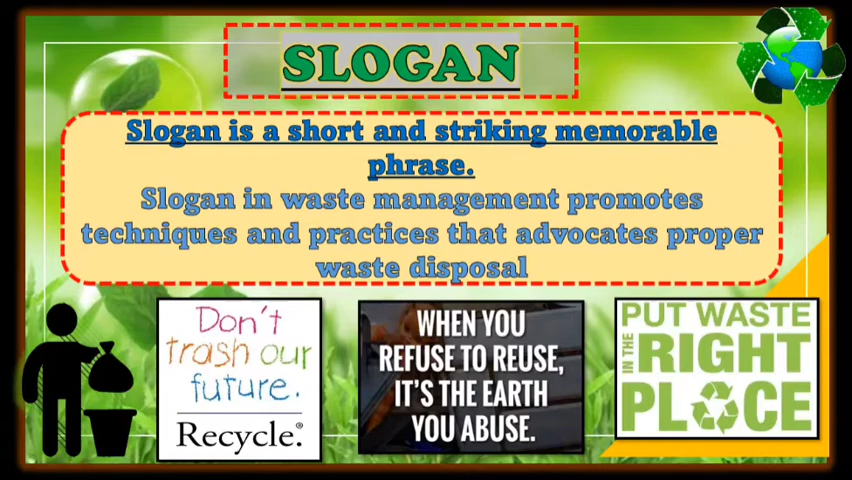 SLOGAN
Slogan is a short and striking memorable
phrase.
Slogan in waste management promotes
techniques and practices that advocates proper
waste disposal
Don't
trash our
future.
Recycle.®
WHEN YOU
REFUSE TO REUSE,
IT'S THE EARTH
YOU ABUSE.
PUT WASTE
IN THE RIGHT
PLACE